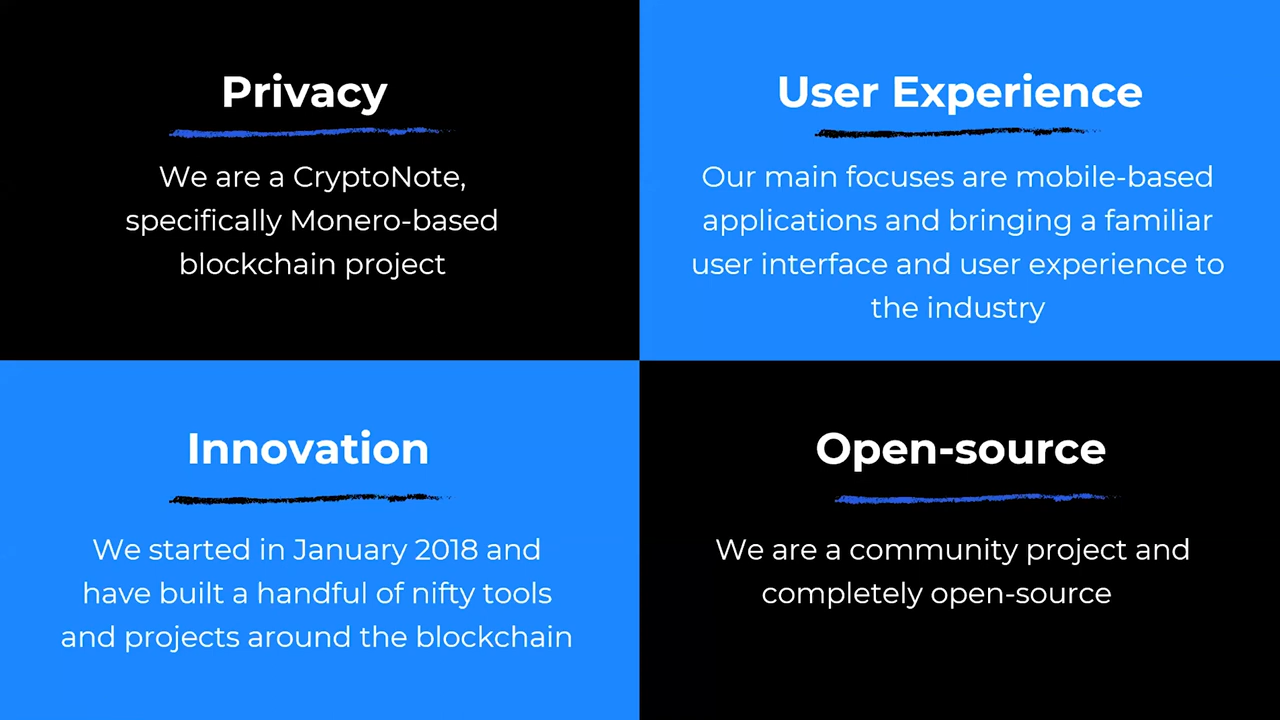 Privacy
We are a CryptoNote,
specifically Monero-based
blockchain project
User Experience
Our main focuses are mobile-based
applications and bringing a familiar
user interface and user experience to
the industry
Innovation
We started in January 2018 and
have built a handful of nifty tools
and projects around the blockchain
Open-source
We are a community project and
completely open-source